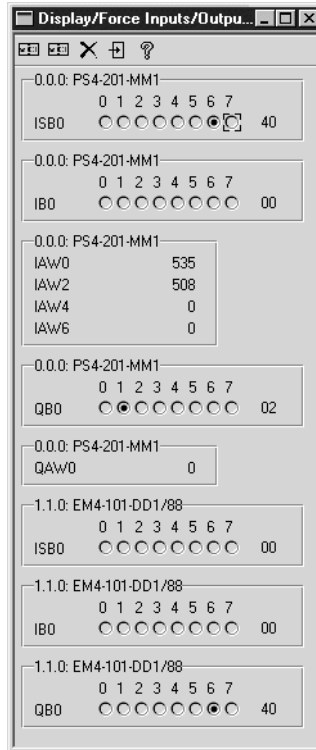 Display/Force Inputs/Outpu...
0.0.0: PS4-201-MM1
0 1 2 3 4 5 6 7
ISB0 40
0.0.0: PS4-201-MM1
0 1 2 3 4 5 6 7
IB0 00
0.0.0: PS4-201-MM1
IAW0 535
IAW2 508
IAW4 0
IAW6 0
0.0.0: PS4-201-MM1
0 1 2 3 4 5 6 7
QB0 02
0.0.0: PS4-201-MM1
QAW0 0
1.1.0: EM4-101-DD1/88
0 1 2 3 4 5 6 7
ISB0 00
1.1.0: EM4-101-DD1/88
0 1 2 3 4 5 6 7
IB0 00
1.1.0: EM4-101-DD1/88
0 1 2 3 4 5 6 7
QB0 40